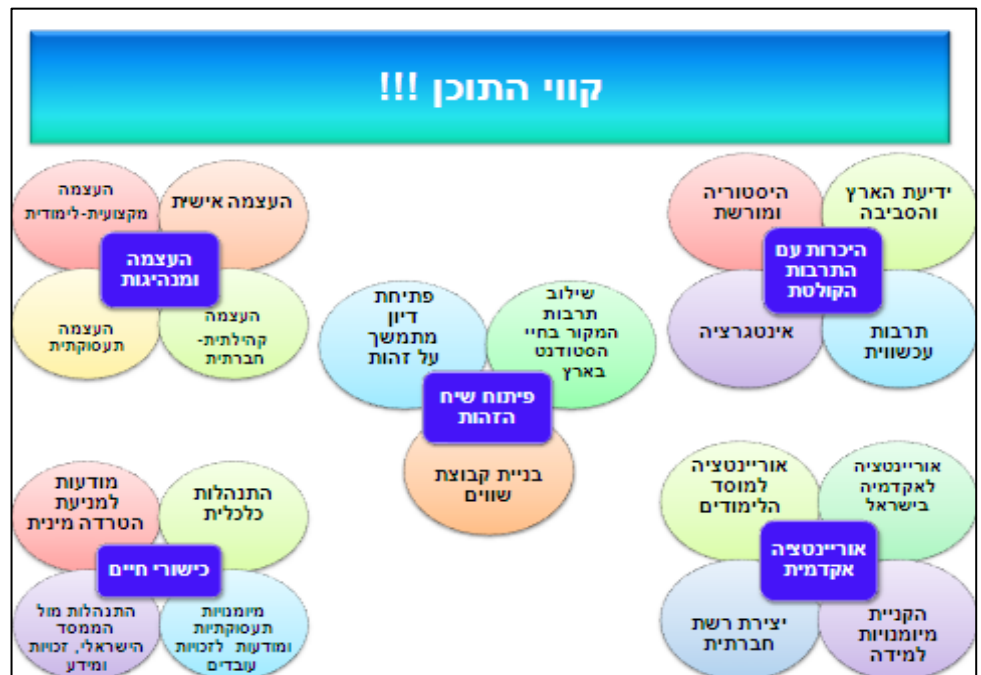 קווי התוכן !!!
ידיעת הארץ
והסביבה
היסטוריה
ומורשת
היכרות עם
התרבות
הקולטת
תרבות
עכשווית
אינטגרציה
העצמה אישית
העצמה
מקצועית-לימודית
העצמה
ומנהיגות
העצמה
קהילתית-
חברתית
העצמה
תעסוקתית
שילוב
תרבות
המקור בחיי
הסטודנט
בארץ
פתיחת
דיון
מתמשך
על זהות
פיתוח שיח
הזהות
בניית קבוצת
שווים
אוריינטציה
לאקדמיה
בישראל
אוריינטציה
למוסד
הלימודים
אוריינטציה
אקדמית
הקניית
מיומנויות
למידה
יצירת רשת
חברתית
התנהלות
כלכלית
מודעות
למניעת
הטרדה מינית
כישורי חיים
מיומנויות
תעסוקתיות
ומודעות לזכויות
עובדים
התנהלות מול
הממסד
הישראלי, זכויות
ומידע